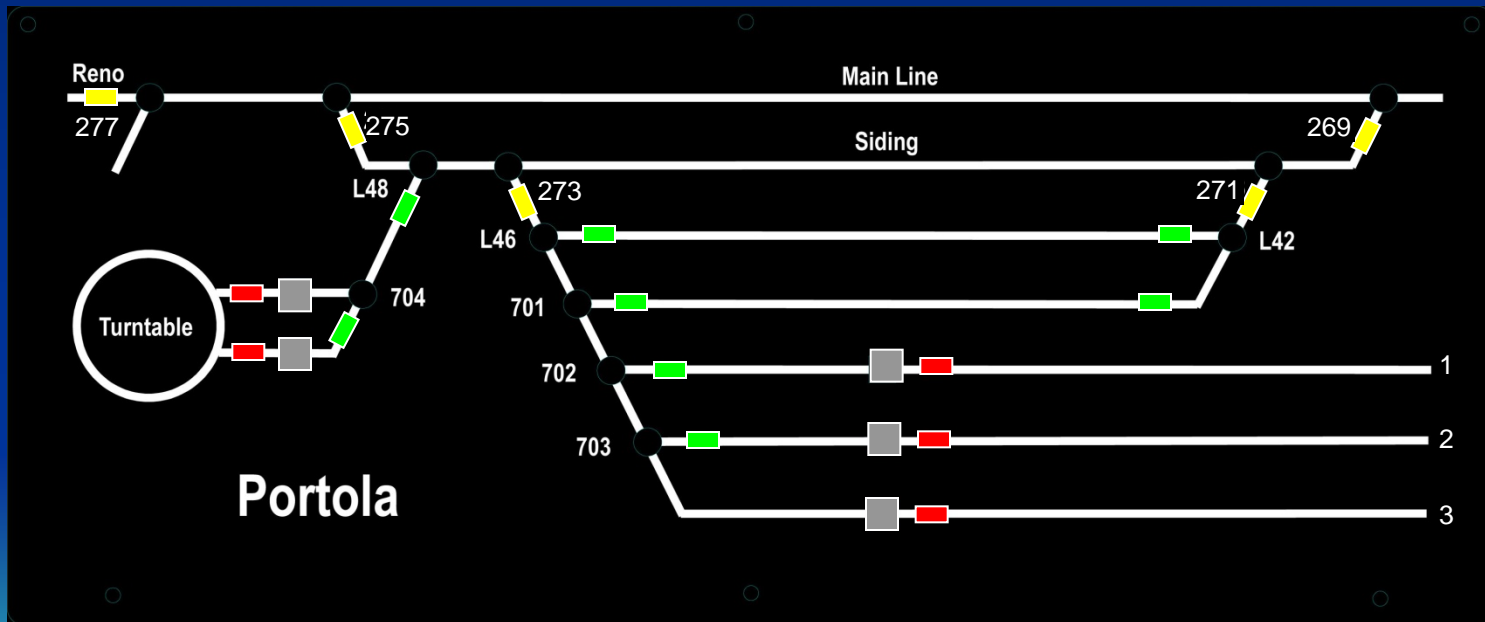 Reno
Main Line
277
275
269
Siding
L48
273
271
L46
L42
704
701
Turntable
702
1
703
2
Portola
3